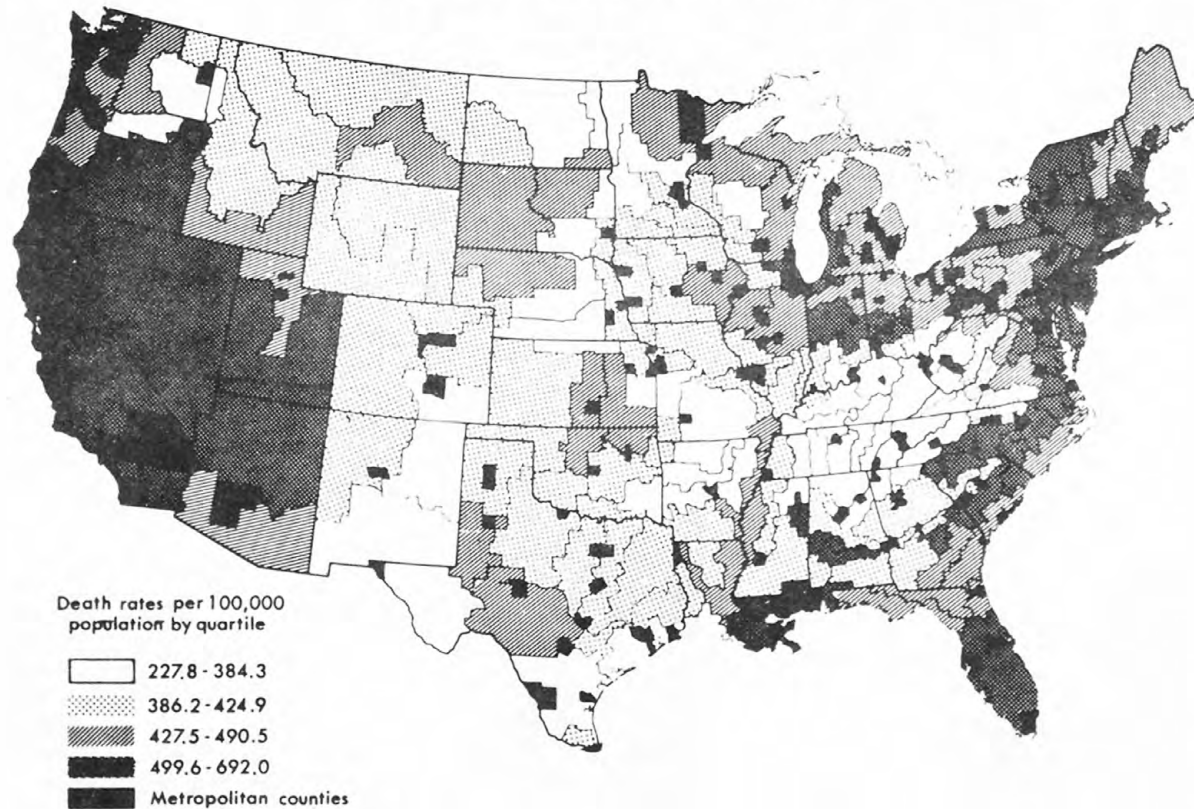 Death rates per 100,000
population by quartile
227.8 - 384.3
386.2 - 424.9
427.5 - 490.5
499.6 - 692.0
Metropolitan counties